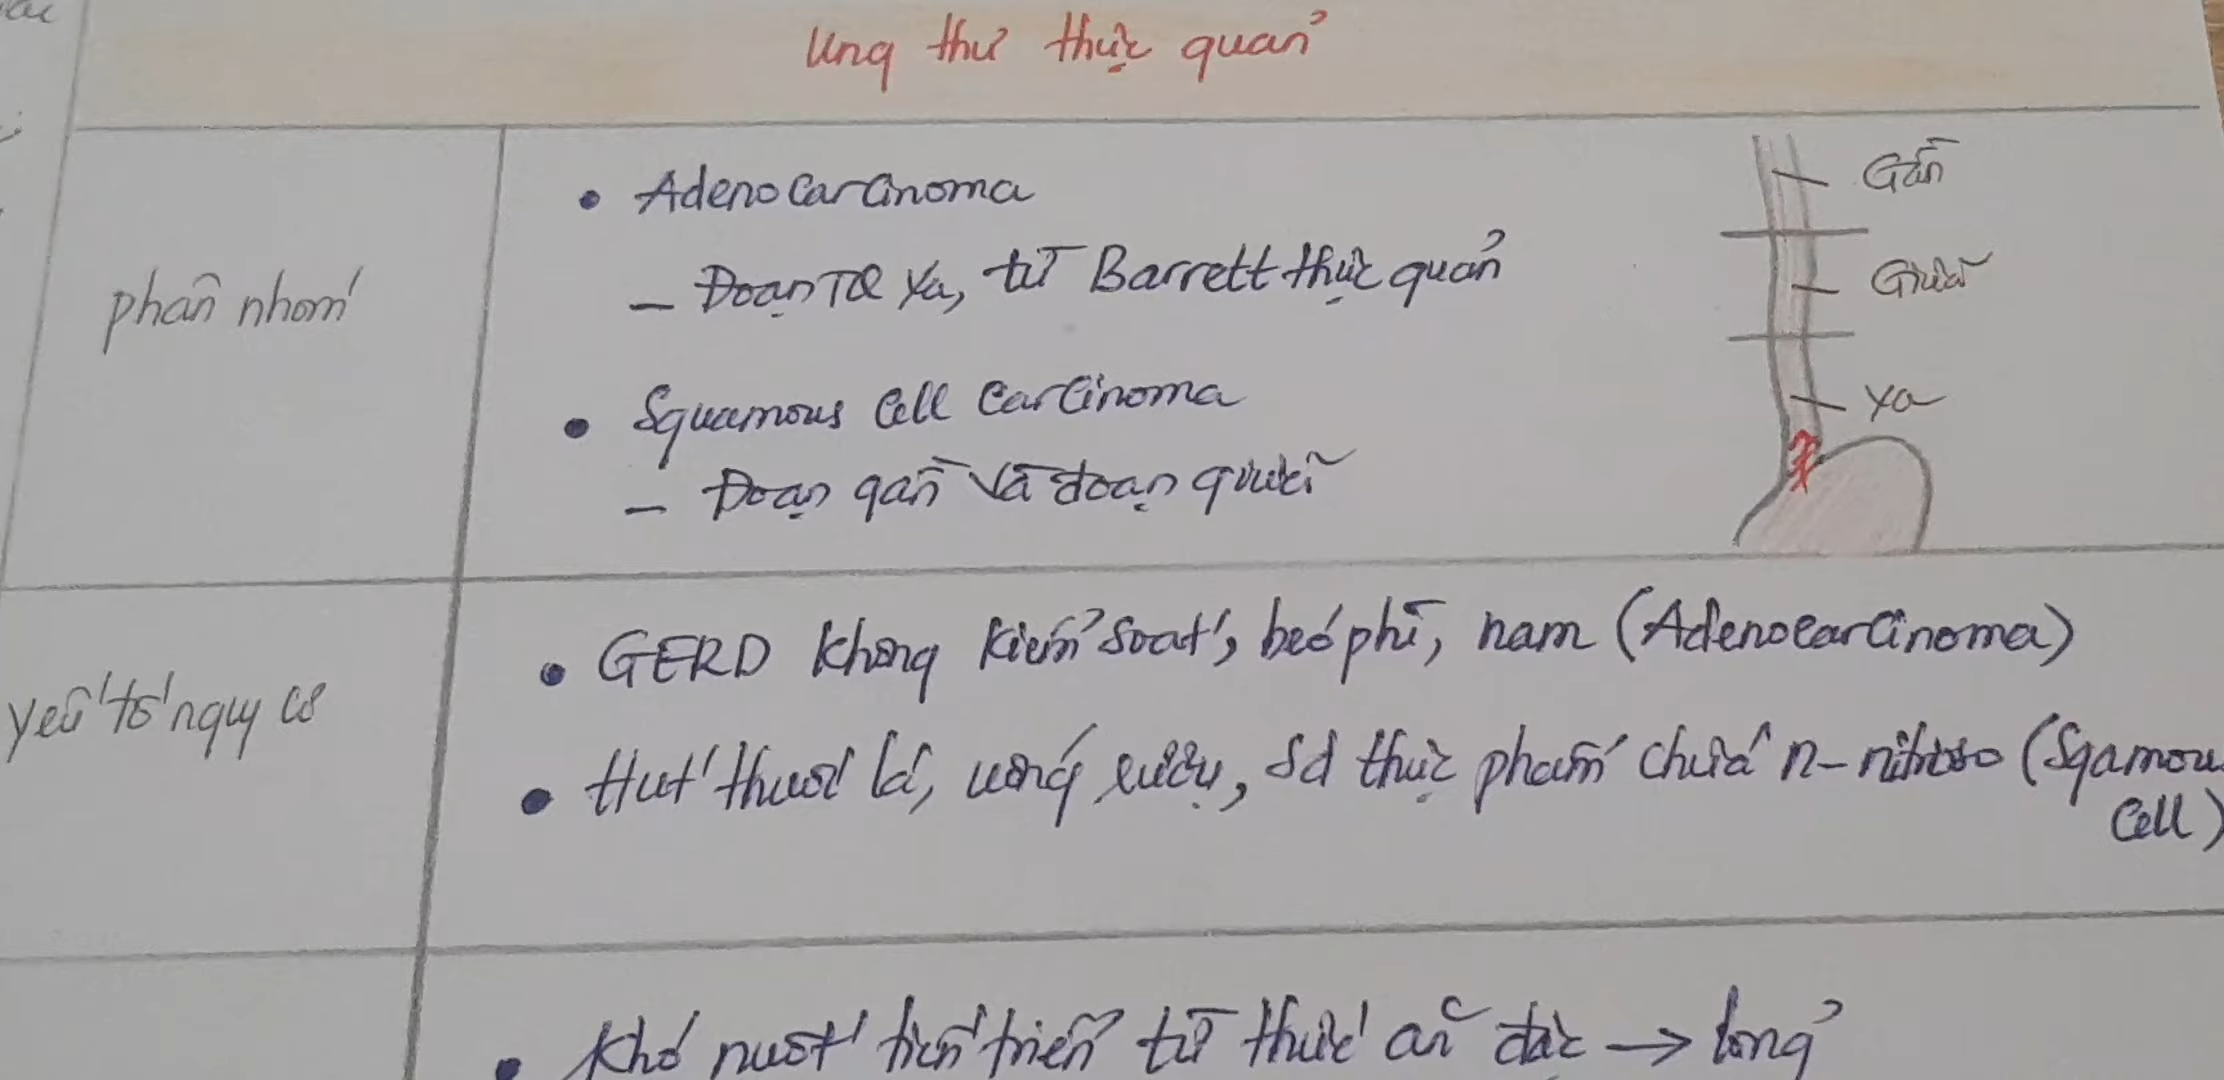 Ung thư thực quản
phân nhóm
• Adenocarcinoma
– Đoạn TQ xa, từ Barrett thực quản
• Squamous cell carcinoma
– Đoạn gần và đoạn giữa
Gần
Giữa
xa
yếu tố nguy cơ
• GERD không kiểm soát, béo phì, nam (Adenocarcinoma)
• Hút thuốc lá, uống rượu, sd thực phẩm chứa n-nitroso (Sqamou
cell)
• Khó nuốt tiến triển từ thức ăn đặc → lỏng